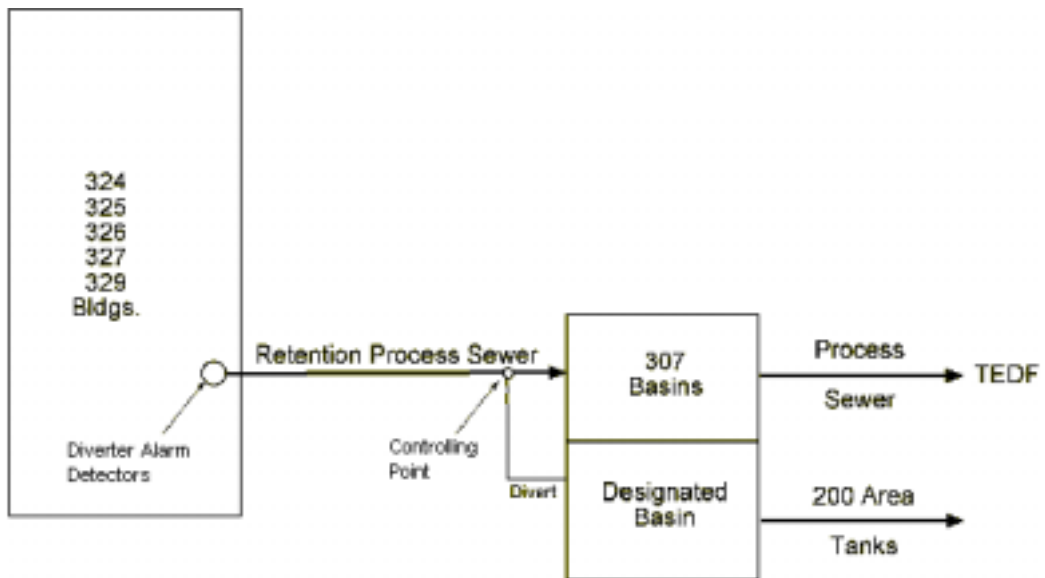 324
325
326
327
329
Bldgs.
Retention Process Sewer
Diverter Alarm
Detectors
Controlling
Point
Divert
307
Basins
Designated
Basin
Process
Sewer
TEDF
200 Area
Tanks